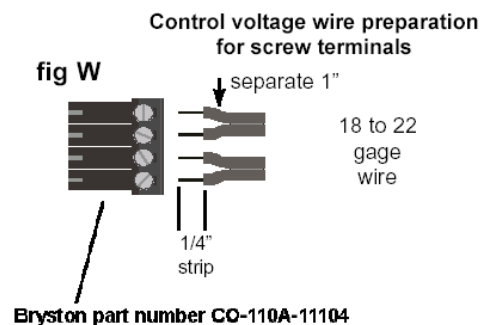 Control voltage wire preparation
for screw terminals
fig W
separate 1”
18 to 22
gage
wire
1/4”
strip
Bryston part number CO-110A-11104